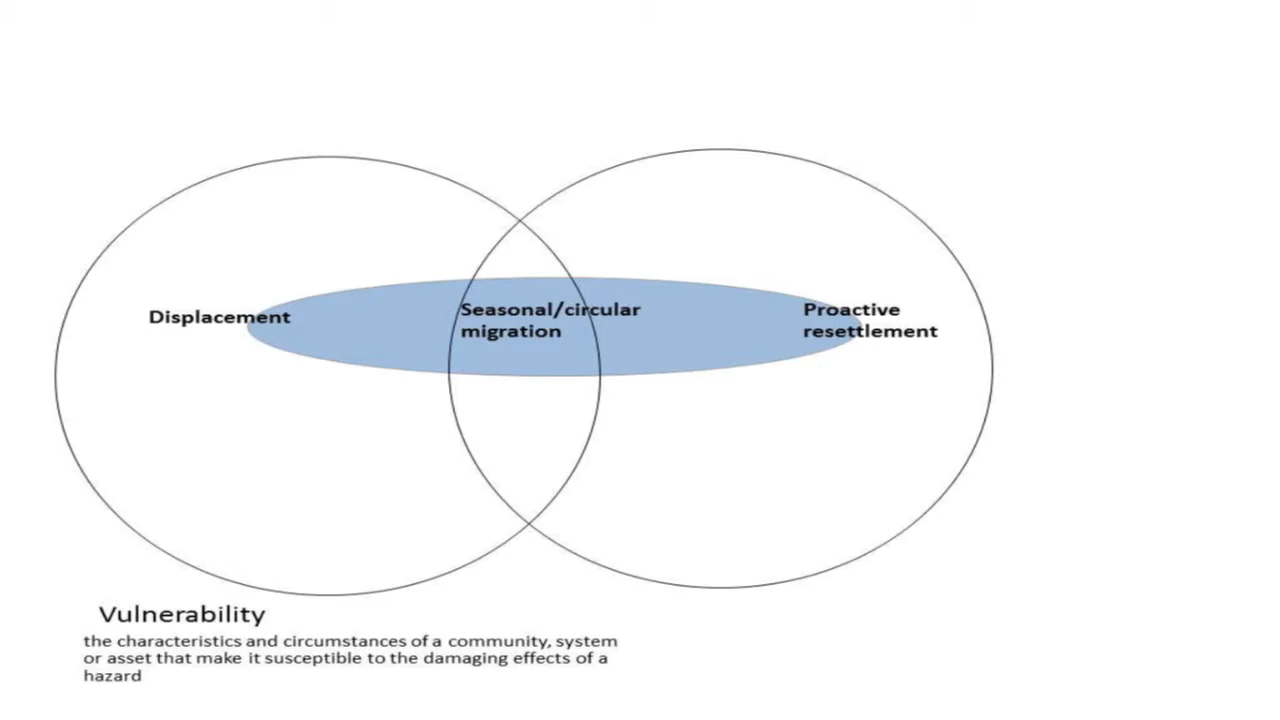 Displacement
Seasonal/circular
migration
Proactive
resettlement
Vulnerability
the characteristics and circumstances of a community, system
or asset that make it susceptible to the damaging effects of a
hazard